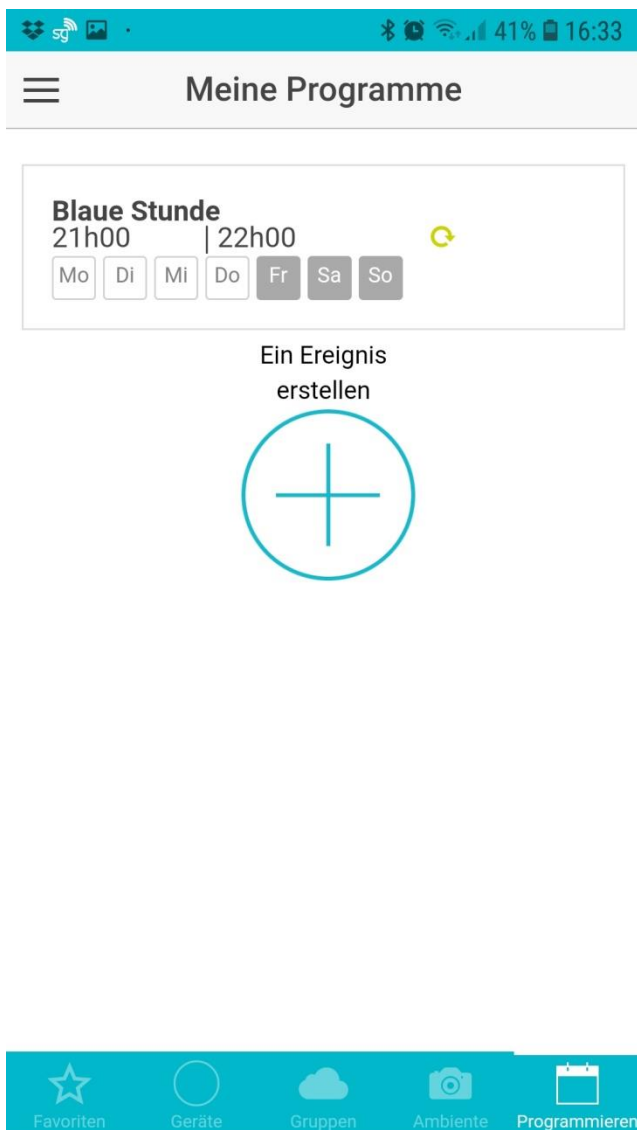 sg 41% 16:33
Meine Programme
Blaue Stunde
21h00 | 22h00
Mo Di Mi Do Fr Sa So
Ein Ereignis
erstellen
Favoriten Geräte Gruppen Ambiente Programmieren